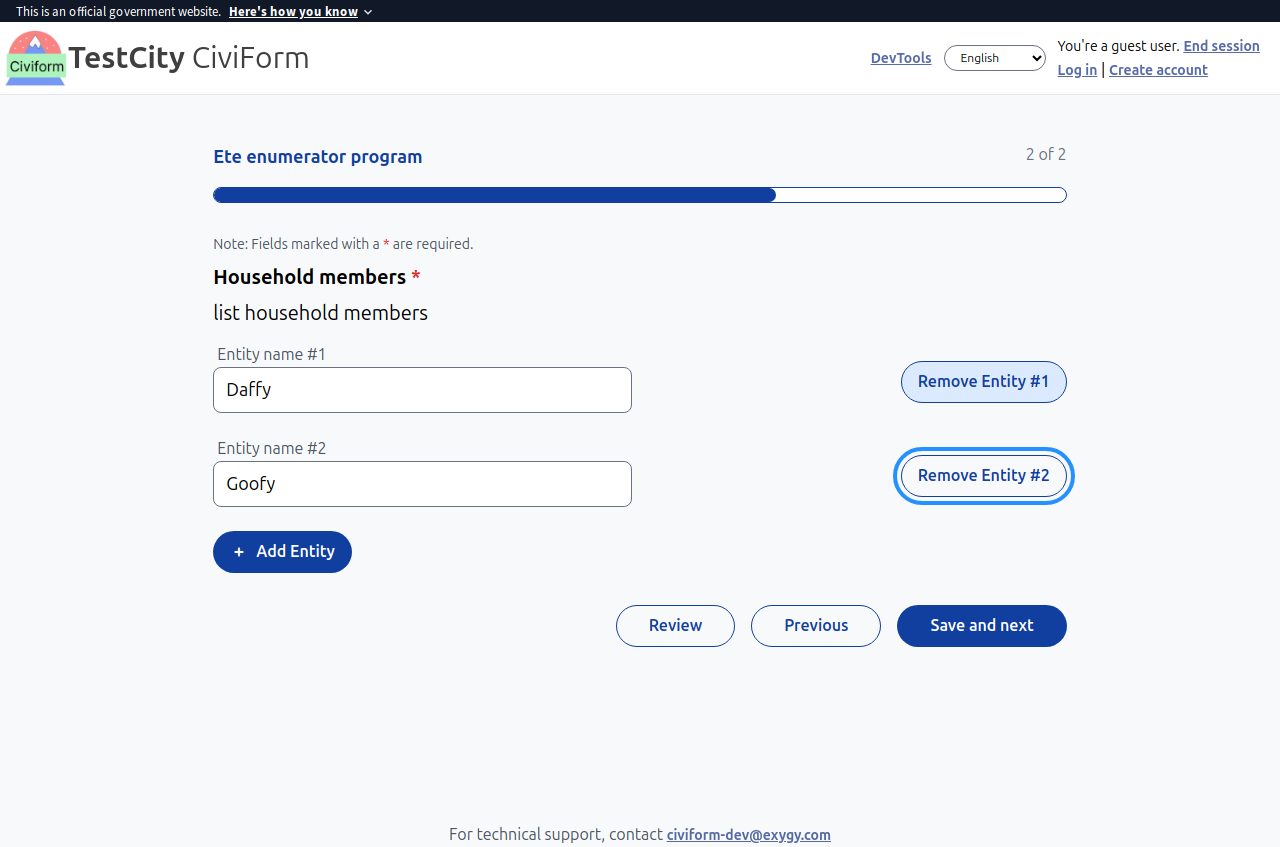 This is an official government website. Here's how you know
Civiform
TestCity CiviForm
DevTools
English
You're a guest user. End session
Log in | Create account
Ete enumerator program
2 of 2
Note: Fields marked with a * are required.
Household members *
list household members
Entity name #1
Daffy
Remove Entity #1
Entity name #2
Goofy
Remove Entity #2
+ Add Entity
Review
Previous
Save and next
For technical support, contact civiform-dev@exygy.com